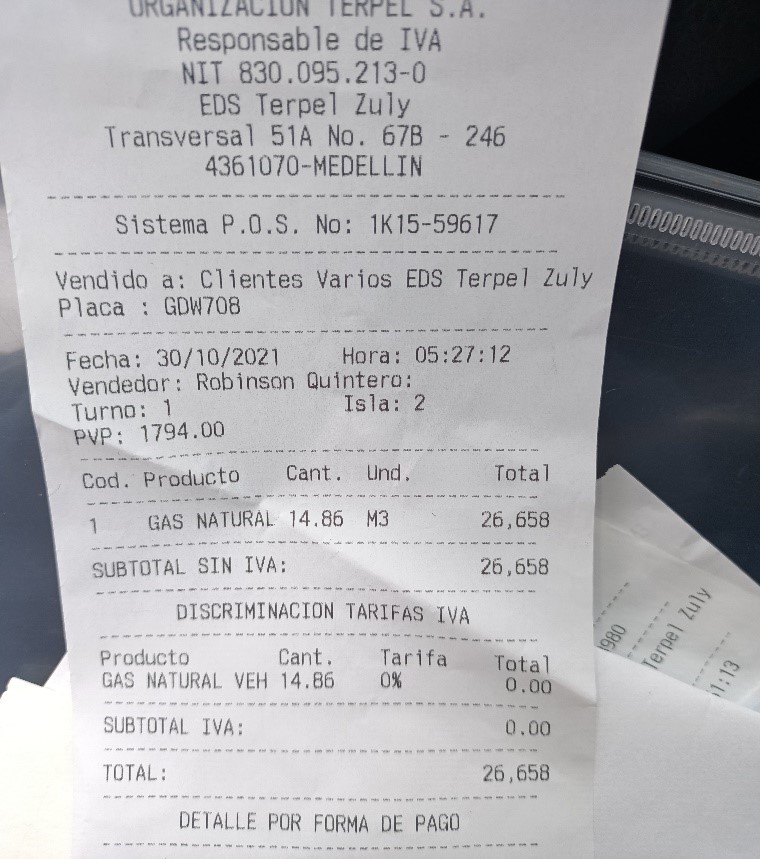 ORGANIZACION TERPEL S.A.
Responsable de IVA
NIT 830.095.213-0
EDS Terpel Zuly
Transversal 51A No. 67B - 246
4361070-MEDELLIN
Sistema P.O.S. No: 1K15-59617
Vendido a: Clientes Varios EDS Terpel Zuly
Placa : GDW708
Fecha: 30/10/2021 Hora: 05:27:12
Vendedor: Robinson Quintero:
Turno: 1 Isla: 2
PVP: 1794.00
Cod. Producto Cant. Und. Total
1 GAS NATURAL 14.86 M3 26,658
SUBTOTAL SIN IVA: 26,658
DISCRIMINACION TARIFAS IVA
Producto Cant. Tarifa Total
GAS NATURAL VEH 14.86 0% 0.00
SUBTOTAL IVA: 0.00
TOTAL: 26,658
DETALLE POR FORMA DE PAGO
980
Terpel Zuly
1:13